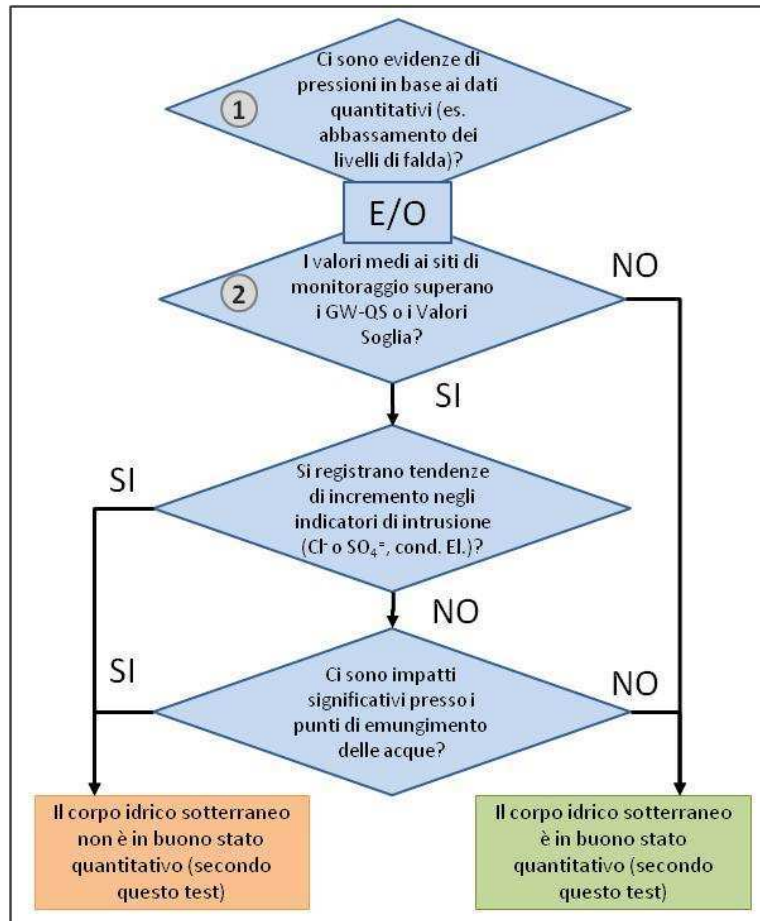 Ci sono evidenze di
pressioni in base ai dati
1
quantitativi (es.
abbassamento dei
livelli di falda)?
E/O
I valori medi ai siti di
NO
2
monitoraggio superano
i GW-QS o i Valori
Soglia?
SI
Si registrano tendenze
SI
di incremento negli
indicatori di intrusione
(Cl⁻ o SO₄⁼, cond. El.)?
NO
Ci sono impatti
SI
significativi presso i
NO
punti di emungimento
delle acque?
Il corpo idrico sotterraneo
non è in buono stato
quantitativo (secondo
questo test)
Il corpo idrico sotterraneo
è in buono stato
quantitativo (secondo
questo test)